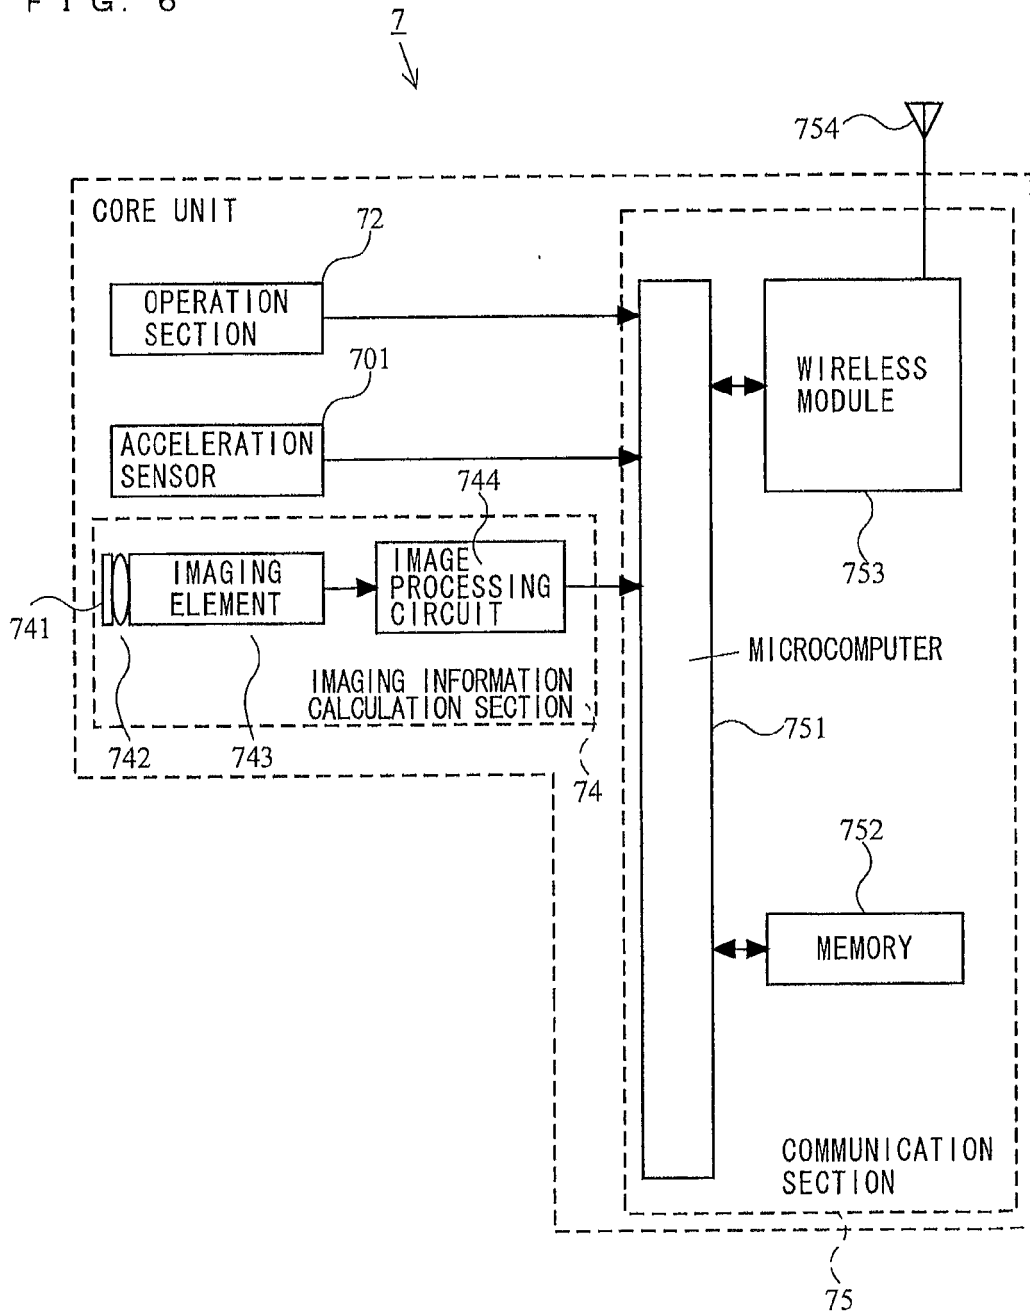 FIG. 6
7
754
CORE UNIT
72
OPERATION
SECTION
701
WIRELESS
MODULE
ACCELERATION
SENSOR
744
753
IMAGING
ELEMENT
IMAGE
PROCESSING
CIRCUIT
741
MICROCOMPUTER
IMAGING INFORMATION
CALCULATION SECTION
751
742
743
74
752
MEMORY
COMMUNICATION
SECTION
75